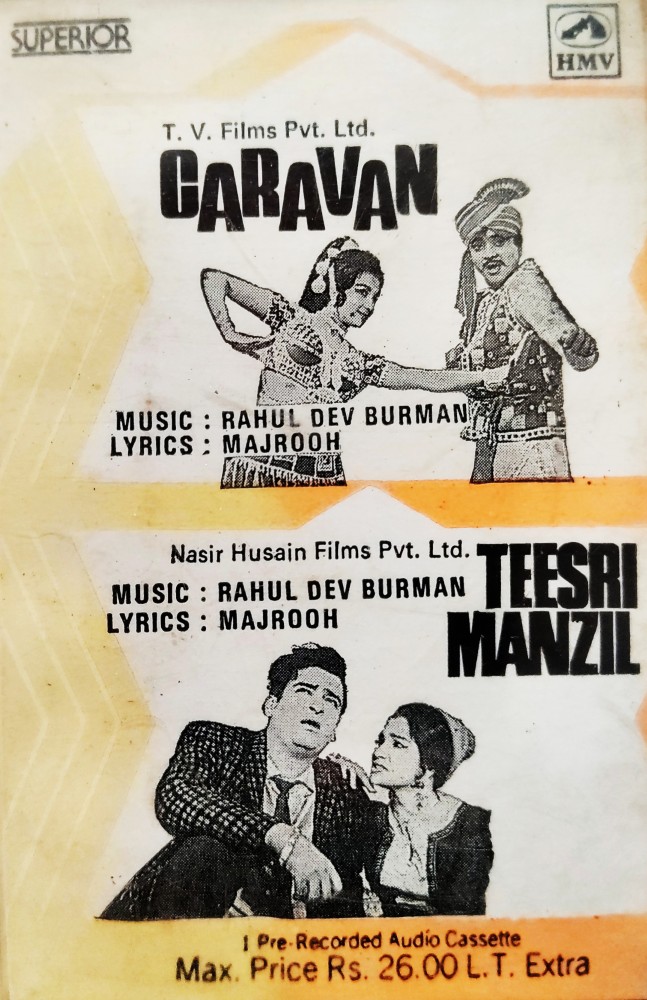 SUPERIOR
HMV
T. V. Films Pvt. Ltd.
CARAVAN
MUSIC : RAHUL DEV BURMAN
LYRICS : MAJROOH
Nasir Husain Films Pvt. Ltd.
TEESRI
MANZIL
MUSIC : RAHUL DEV BURMAN
LYRICS : MAJROOH
1 Pre-Recorded Audio Cassette
Max. Price Rs. 26.00 L.T. Extra